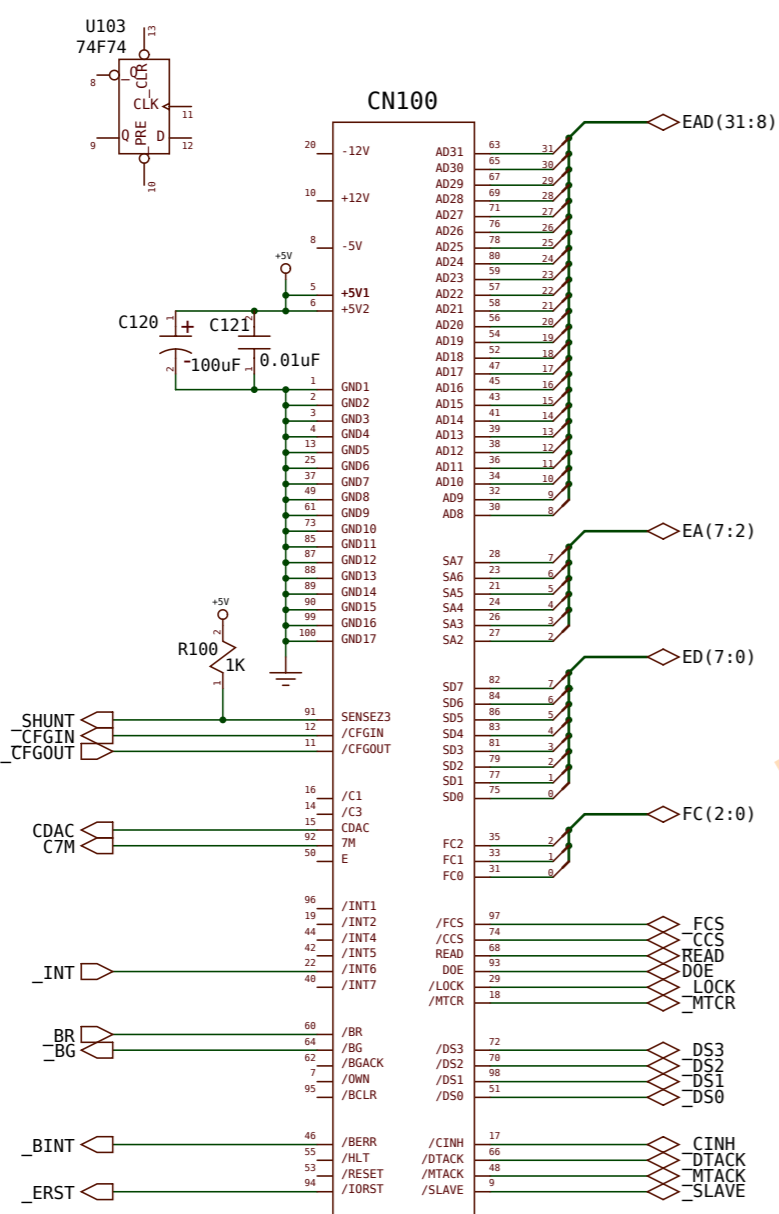 U103
74F74
13
8
_Q
_CLR
CLK
11
9
Q
_PRE
D
12
10
CN100
20 -12V
10 +12V
8 -5V
+5V
5 +5V1
6 +5V2
C120
1
+
-
100uF
2
C121
2
0.01uF
1
1 GND1
2 GND2
3 GND3
4 GND4
13 GND5
25 GND6
37 GND7
49 GND8
61 GND9
73 GND10
85 GND11
87 GND12
88 GND13
89 GND14
90 GND15
99 GND16
100 GND17
+5V
2
R100
1K
1
_SHUNT 91 SENSEZ3
_CFGIN 12 /CFGIN
_CFGOUT 11 /CFGOUT
16 /C1
14 /C3
CDAC 15 CDAC
C7M 92 7M
50 E
96 /INT1
19 /INT2
44 /INT4
42 /INT5
_INT 22 /INT6
40 /INT7
_BR 60 /BR
_BG 64 /BG
62 /BGACK
7 /OWN
95 /BCLR
_BINT 46 /BERR
55 /HLT
53 /RESET
_ERST 94 /IORST
EAD(31:8)
AD31 63 31
AD30 65 30
AD29 67 29
AD28 69 28
AD27 71 27
AD26 76 26
AD25 78 25
AD24 80 24
AD23 59 23
AD22 57 22
AD21 58 21
AD20 56 20
AD19 54 19
AD18 52 18
AD17 47 17
AD16 45 16
AD15 43 15
AD14 41 14
AD13 39 13
AD12 38 12
AD11 36 11
AD10 34 10
AD9 32 9
AD8 30 8
EA(7:2)
SA7 28 7
SA6 23 6
SA5 21 5
SA4 24 4
SA3 26 3
SA2 27 2
ED(7:0)
SD7 82 7
SD6 84 6
SD5 86 5
SD4 83 4
SD3 81 3
SD2 79 2
SD1 77 1
SD0 75 0
FC(2:0)
FC2 35 2
FC1 33 1
FC0 31 0
/FCS 97 _FCS
/CCS 74 _CCS
READ 68 READ
DOE 93 DOE
/LOCK 29 _LOCK
/MTCR 18 _MTCR
/DS3 72 _DS3
/DS2 70 _DS2
/DS1 98 _DS1
/DS0 51 _DS0
/CINH 17 _CINH
/DTACK 66 _DTACK
/MTACK 48 _MTACK
/SLAVE 9 _SLAVE